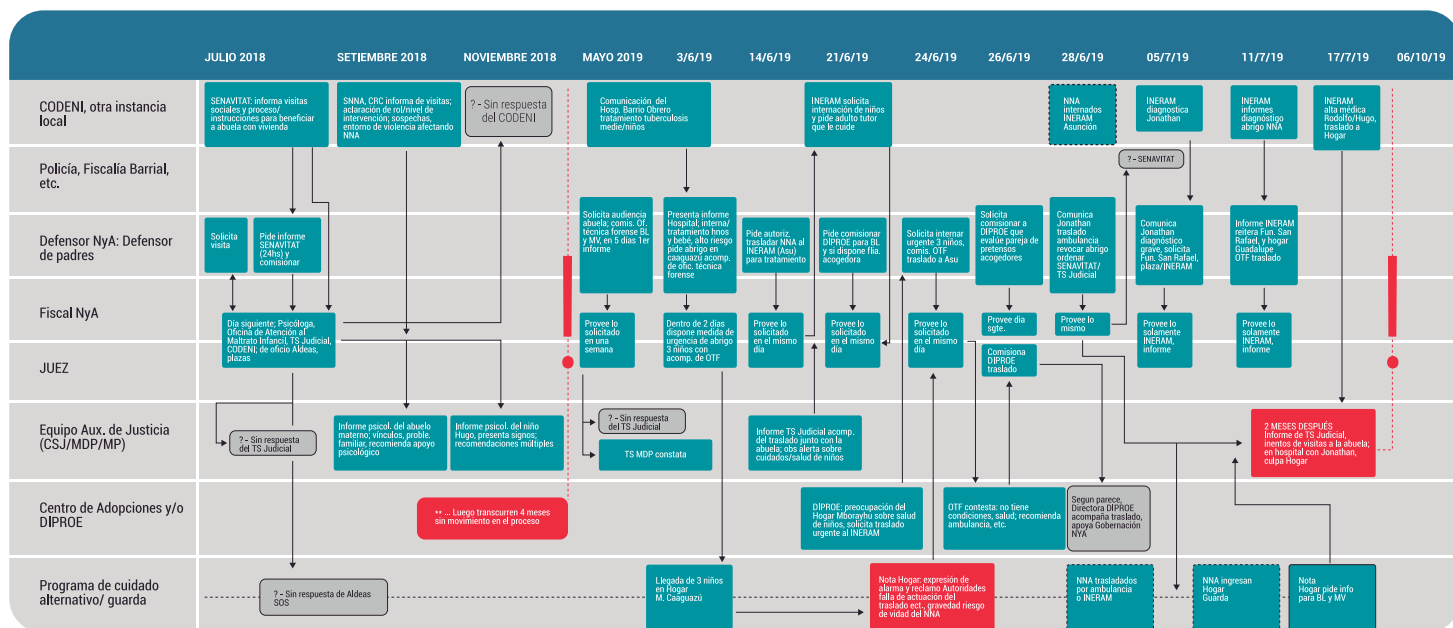 JULIO 2018
SETIEMBRE 2018
NOVIEMBRE 2018
MAYO 2019
3/6/19
14/6/19
21/6/19
24/6/19
26/6/19
28/6/19
05/7/19
11/7/19
17/7/19
06/10/19
CODENI, otra instancia
local
SENAVITAT: informa visitas
sociales y proceso/
instrucciones para beneficiar
a abuela con vivienda
SNNA, CRC informa de visitas;
aclaración de rol/nivel de
intervención; sospechas,
entorno de violencia afectando
NNA
? - Sin respuesta
del CODENI
Comunicación del
Hosp. Barrio Obrero
tratamiento tuberculosis
medie/niños
INERAM solicita
internación de niños
y pide adulto tutor
que le cuide
NNA
internados
INERAM
Asunción
INERAM
diagnostica
Jonathan
INERAM
informes
diagnóstigo
abrigo NNA
INERAM
alta médica
Rodolfo/Hugo,
traslado a
Hogar
Policía, Fiscalía Barrial,
etc.
? - SENAVITAT
Defensor NyA: Defensor
de padres
Solicita
visita
Pide informe
SENAVITAT
(24hs) y
comisionar
Solicita audiencia
abuela; comis. Of.
técnica forense BL
y MV, en 5 días 1er
informe
Presenta informe
Hospital; interna/
tratamiento hnos
y bebé, alto riesgo
pide abrigo en
caaguazú acomp.
de ofic. técnica
forense
Pide autoriz.
trasladar NNA al
INERAM (Asu)
para tratamiento
Pide comisionar
DIPROE para BL
y si dispone flia.
acogedora
Solicita internar
urgente 3 niños,
comis. OTF
traslado a Asu
Solicita
comisionar a
DIPROE que
evalúe pareja de
pretensos
acogedores
Comunica
Jonathan
traslado
ambulancia
revocar abrigo
ordenar
SENAVITAT/
TS Judicial
Comunica
Jonathan
diagnóstico
grave, solicita
Fun. San Rafael,
plaza/INERAM
Informe INERAM
reitera Fun. San
Rafael, y hogar
Guadalupe
OTF traslado
Fiscal NyA
Día siguiente; Psicóloga,
Oficina de Atención al
Maltrato Infancil, TS Judicial,
CODENI; de oficio Aldeas,
plazas
Provee lo
solicitado
en una
semana
Dentro de 2 días
dispone medida de
urgencia de abrigo
3 niños con
acomp. de OTF
Provee lo
solicitado
en el mismo
día
Provee lo
solicitado
en el mismo
día
Provee lo
solicitado
en el mismo
día
Provee dia
sgte.
Provee lo
mismo
Provee lo
solamente
INERAM,
informe
Provee lo
solamente
INERAM,
informe
JUEZ
Comisiona
DIPROE
traslado
Equipo Aux. de Justicia
(CSJ/MDP/MP)
? - Sin respuesta
del TS Judicial
Informe psicol. del abuelo
materno; vínculos, proble.
familiar, recomienda apoyo
psicológico
Informe psicol. del niño
Hugo, presenta signos;
recomendaciones múltiples
? - Sin respuesta
del TS Judicial
TS MDP constata
Informe TS Judicial acomp.
del traslado junto con la
abuela; obs alerta sobre
cuidados/salud de niños
2 MESES DESPUÉS
Informe de TS Judicial,
inentos de visitas a la abuela;
en hospital con Jonathan,
culpa Hogar
Centro de Adopciones y/o
DIPROE
** ... Luego transcurren 4 meses
sin movimiento en el proceso
DIPROE: preocupación del
Hogar Mborayhu sobre salud
de niños, solicita traslado
urgente al INERAM
OTF contesta: no tiene
condiciones, salud; recomienda
ambulancia, etc.
Segun parece,
Directora DIPROE
acompaña traslado,
apoya Gobernación
NYA
Programa de cuidado
alternativo/ guarda
? - Sin respuesta de Aldeas
SOS
Llegada de 3 niños
en Hogar
M. Caaguazú
Nota Hogar: expresión de
alarma y reclamo Autoridades
falla de actuación del
traslado ect., gravedad riesgo
de vidad del NNA
NNA trasladados
por ambulancia
o INERAM
NNA ingresan
Hogar
Guarda
Nota
Hogar pide info
para BL y MV